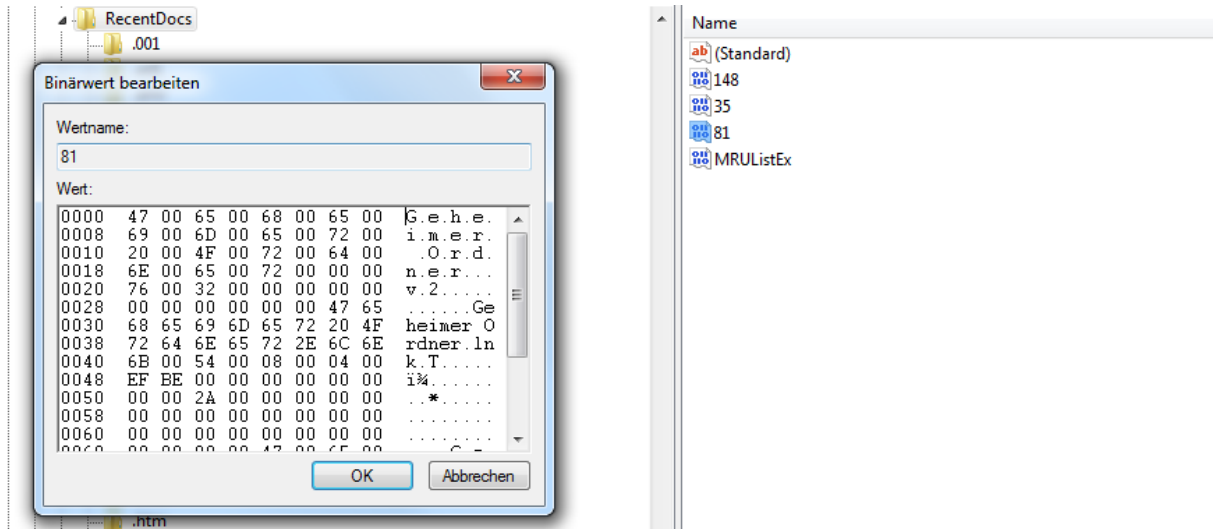 RecentDocs
.001
Binärwert bearbeiten
Wertname:
81
Wert:
0000 47 00 65 00 68 00 65 00 G.e.h.e.
0008 69 00 6D 00 65 00 72 00 i.m.e.r.
0010 20 00 4F 00 72 00 64 00 .O.r.d.
0018 6E 00 65 00 72 00 00 00 n.e.r...
0020 76 00 32 00 00 00 00 00 v.2.....
0028 00 00 00 00 00 00 47 65 ......Ge
0030 68 65 69 6D 65 72 20 4F heimer O
0038 72 64 6E 65 72 2E 6C 6E rdner.ln
0040 6B 00 54 00 08 00 04 00 k.T.....
0048 EF BE 00 00 00 00 00 00 ï¾......
0050 00 00 2A 00 00 00 00 00 ..*.....
0058 00 00 00 00 00 00 00 00 ........
0060 00 00 00 00 00 00 00 00 ........
OK
Abbrechen
.htm
Name
(Standard)
148
35
81
MRUListEx